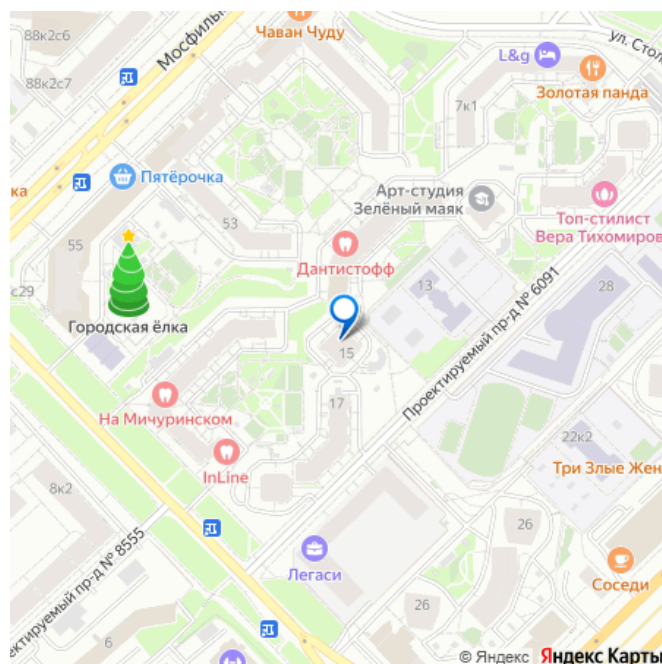 88к2с6
Мосфиль
Чаван Чуду
ул. Стол
L&g
88к2с7
Золотая панда
7к1
ка
Пятёрочка
Арт-студия
Зелёный маяк
Топ-стилист
Вера Тихомиров
53
55
Дантистофф
с29
13
28
Проектируемый пр-д № 6091
Городская ёлка
15
На Мичуринском
17
22к2
InLine
Три Злые Жен
8к2
26
Легаси
Соседи
ектируемый пр-д № 8555
26
6
© Яндекс Яндекс Карты